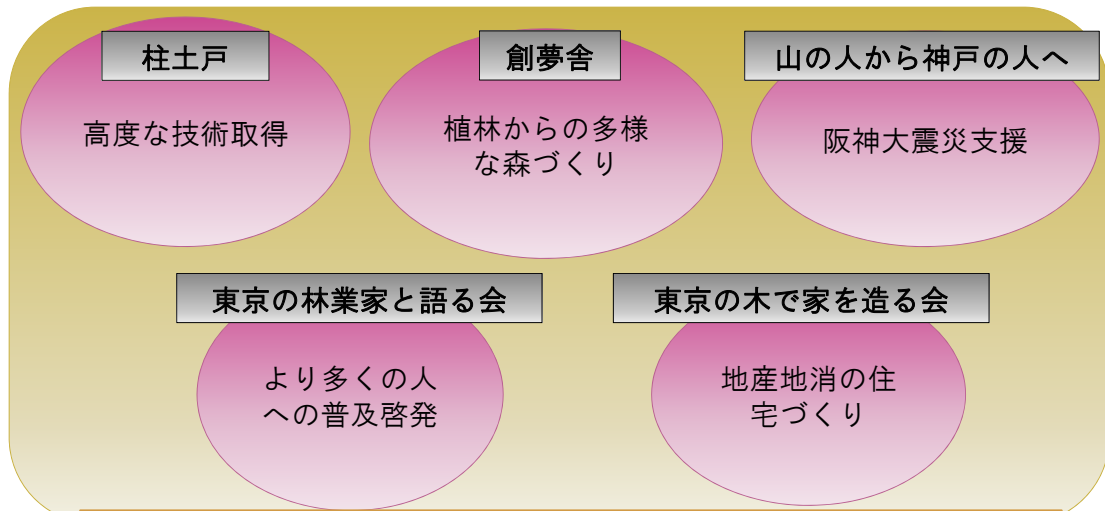 柱土戸
高度な技術取得
創夢舎
植林からの多様
な森づくり
山の人から神戸の人へ
阪神大震災支援
東京の林業家と語る会
より多くの人
への普及啓発
東京の木で家を造る会
地産地消の住
宅づくり